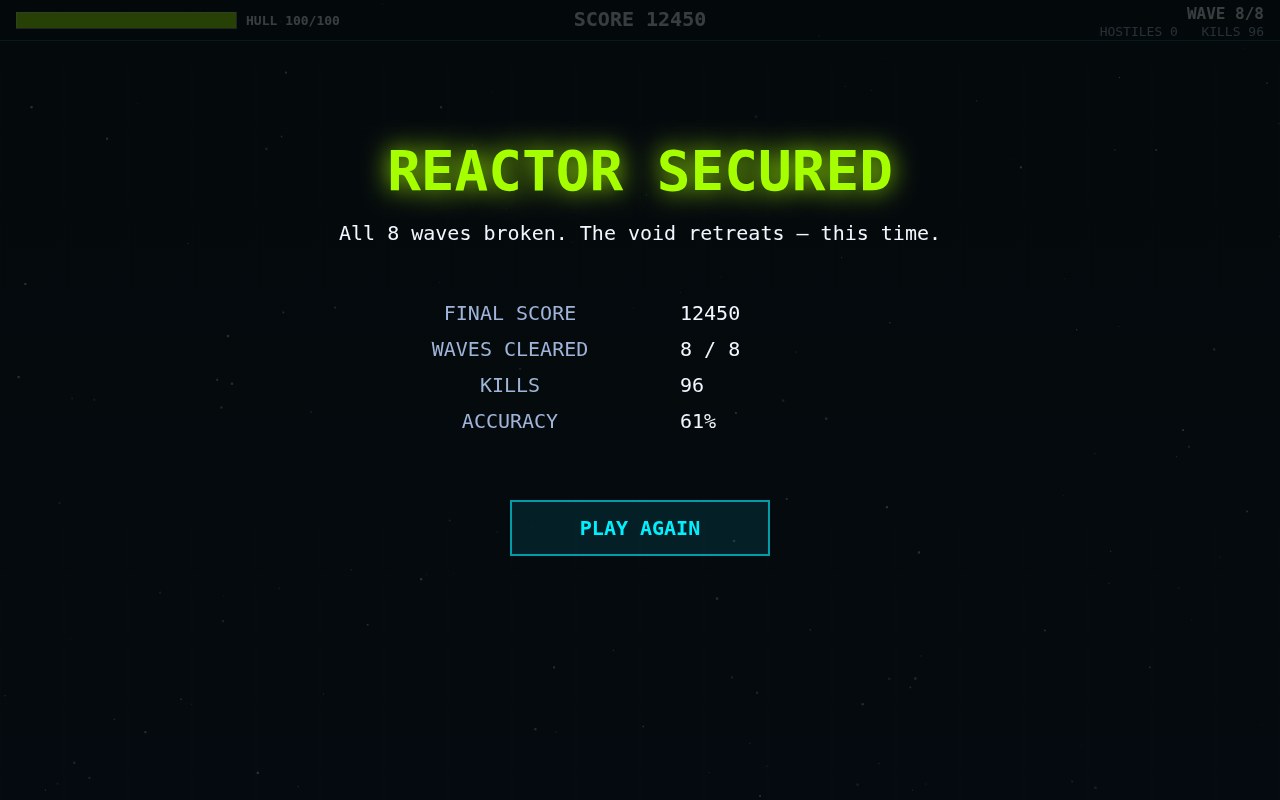 HULL 100/100
SCORE 12450
WAVE 8/8
HOSTILES 0 KILLS 96
REACTOR SECURED
All 8 waves broken. The void retreats — this time.
FINAL SCORE 12450
WAVES CLEARED 8 / 8
KILLS 96
ACCURACY 61%
PLAY AGAIN